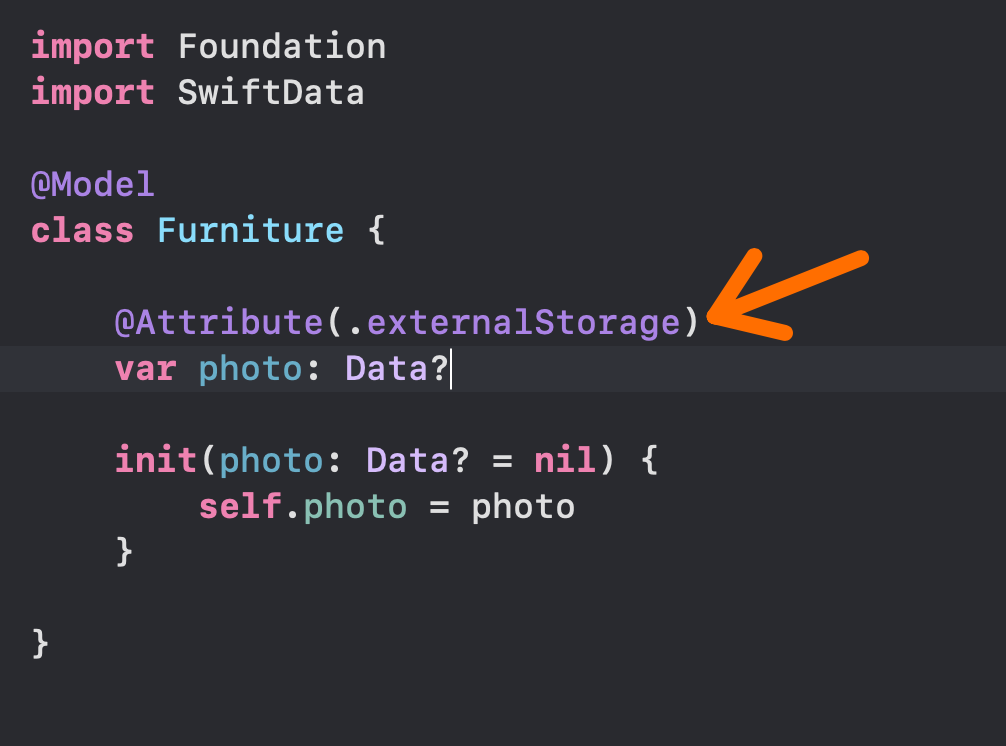 import Foundation
import SwiftData
@Model
class Furniture {
@Attribute(.externalStorage)
var photo: Data?
init(photo: Data? = nil) {
self.photo = photo
}
}